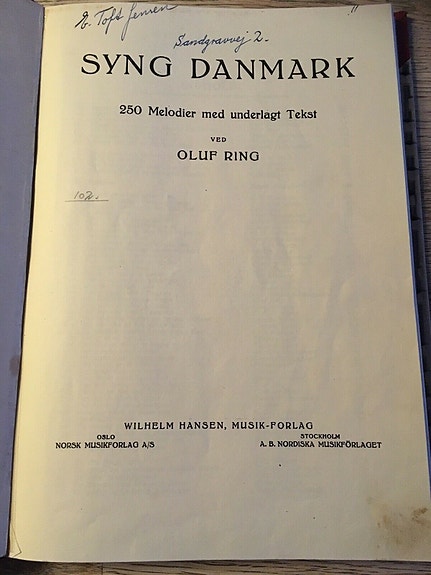 E. Toft Jensen
Sandgravvej 2.
SYNG DANMARK
250 Melodier med underlagt Tekst
VED
OLUF RING
102.
WILHELM HANSEN, MUSIK-FORLAG
OSLO
NORSK MUSIKFORLAG A/S
STOCKHOLM
A. B. NORDISKA MUSIKFÖRLAGET